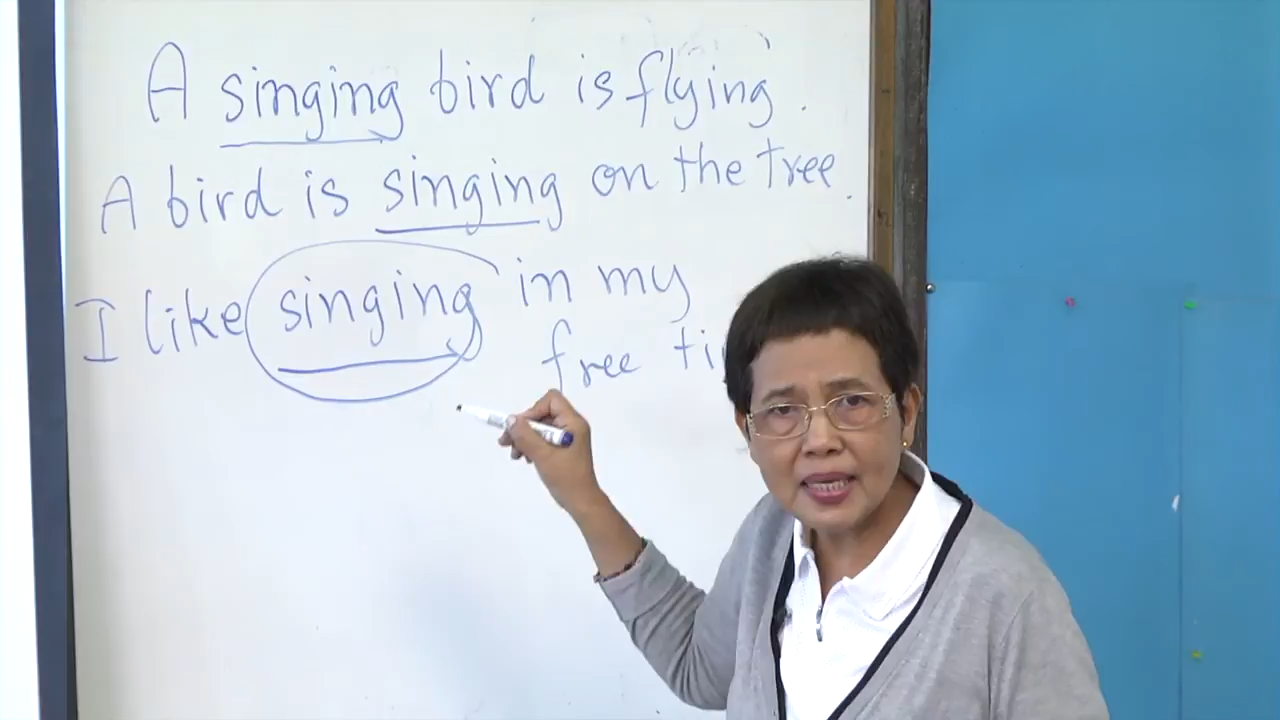 A singing bird is flying.
A bird is singing on the tree.
I like singing in my
free